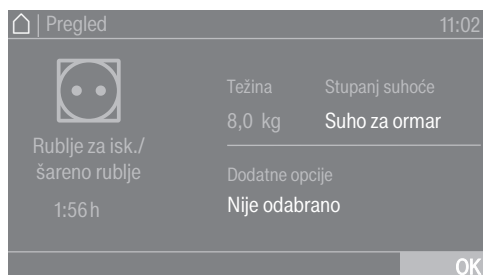 | Pregled 11:02
Težina Stupanj suhoće
8,0 kg Suho za ormar
Rublje za isk./
šareno rublje
Dodatne opcije
1:56 h Nije odabrano
OK